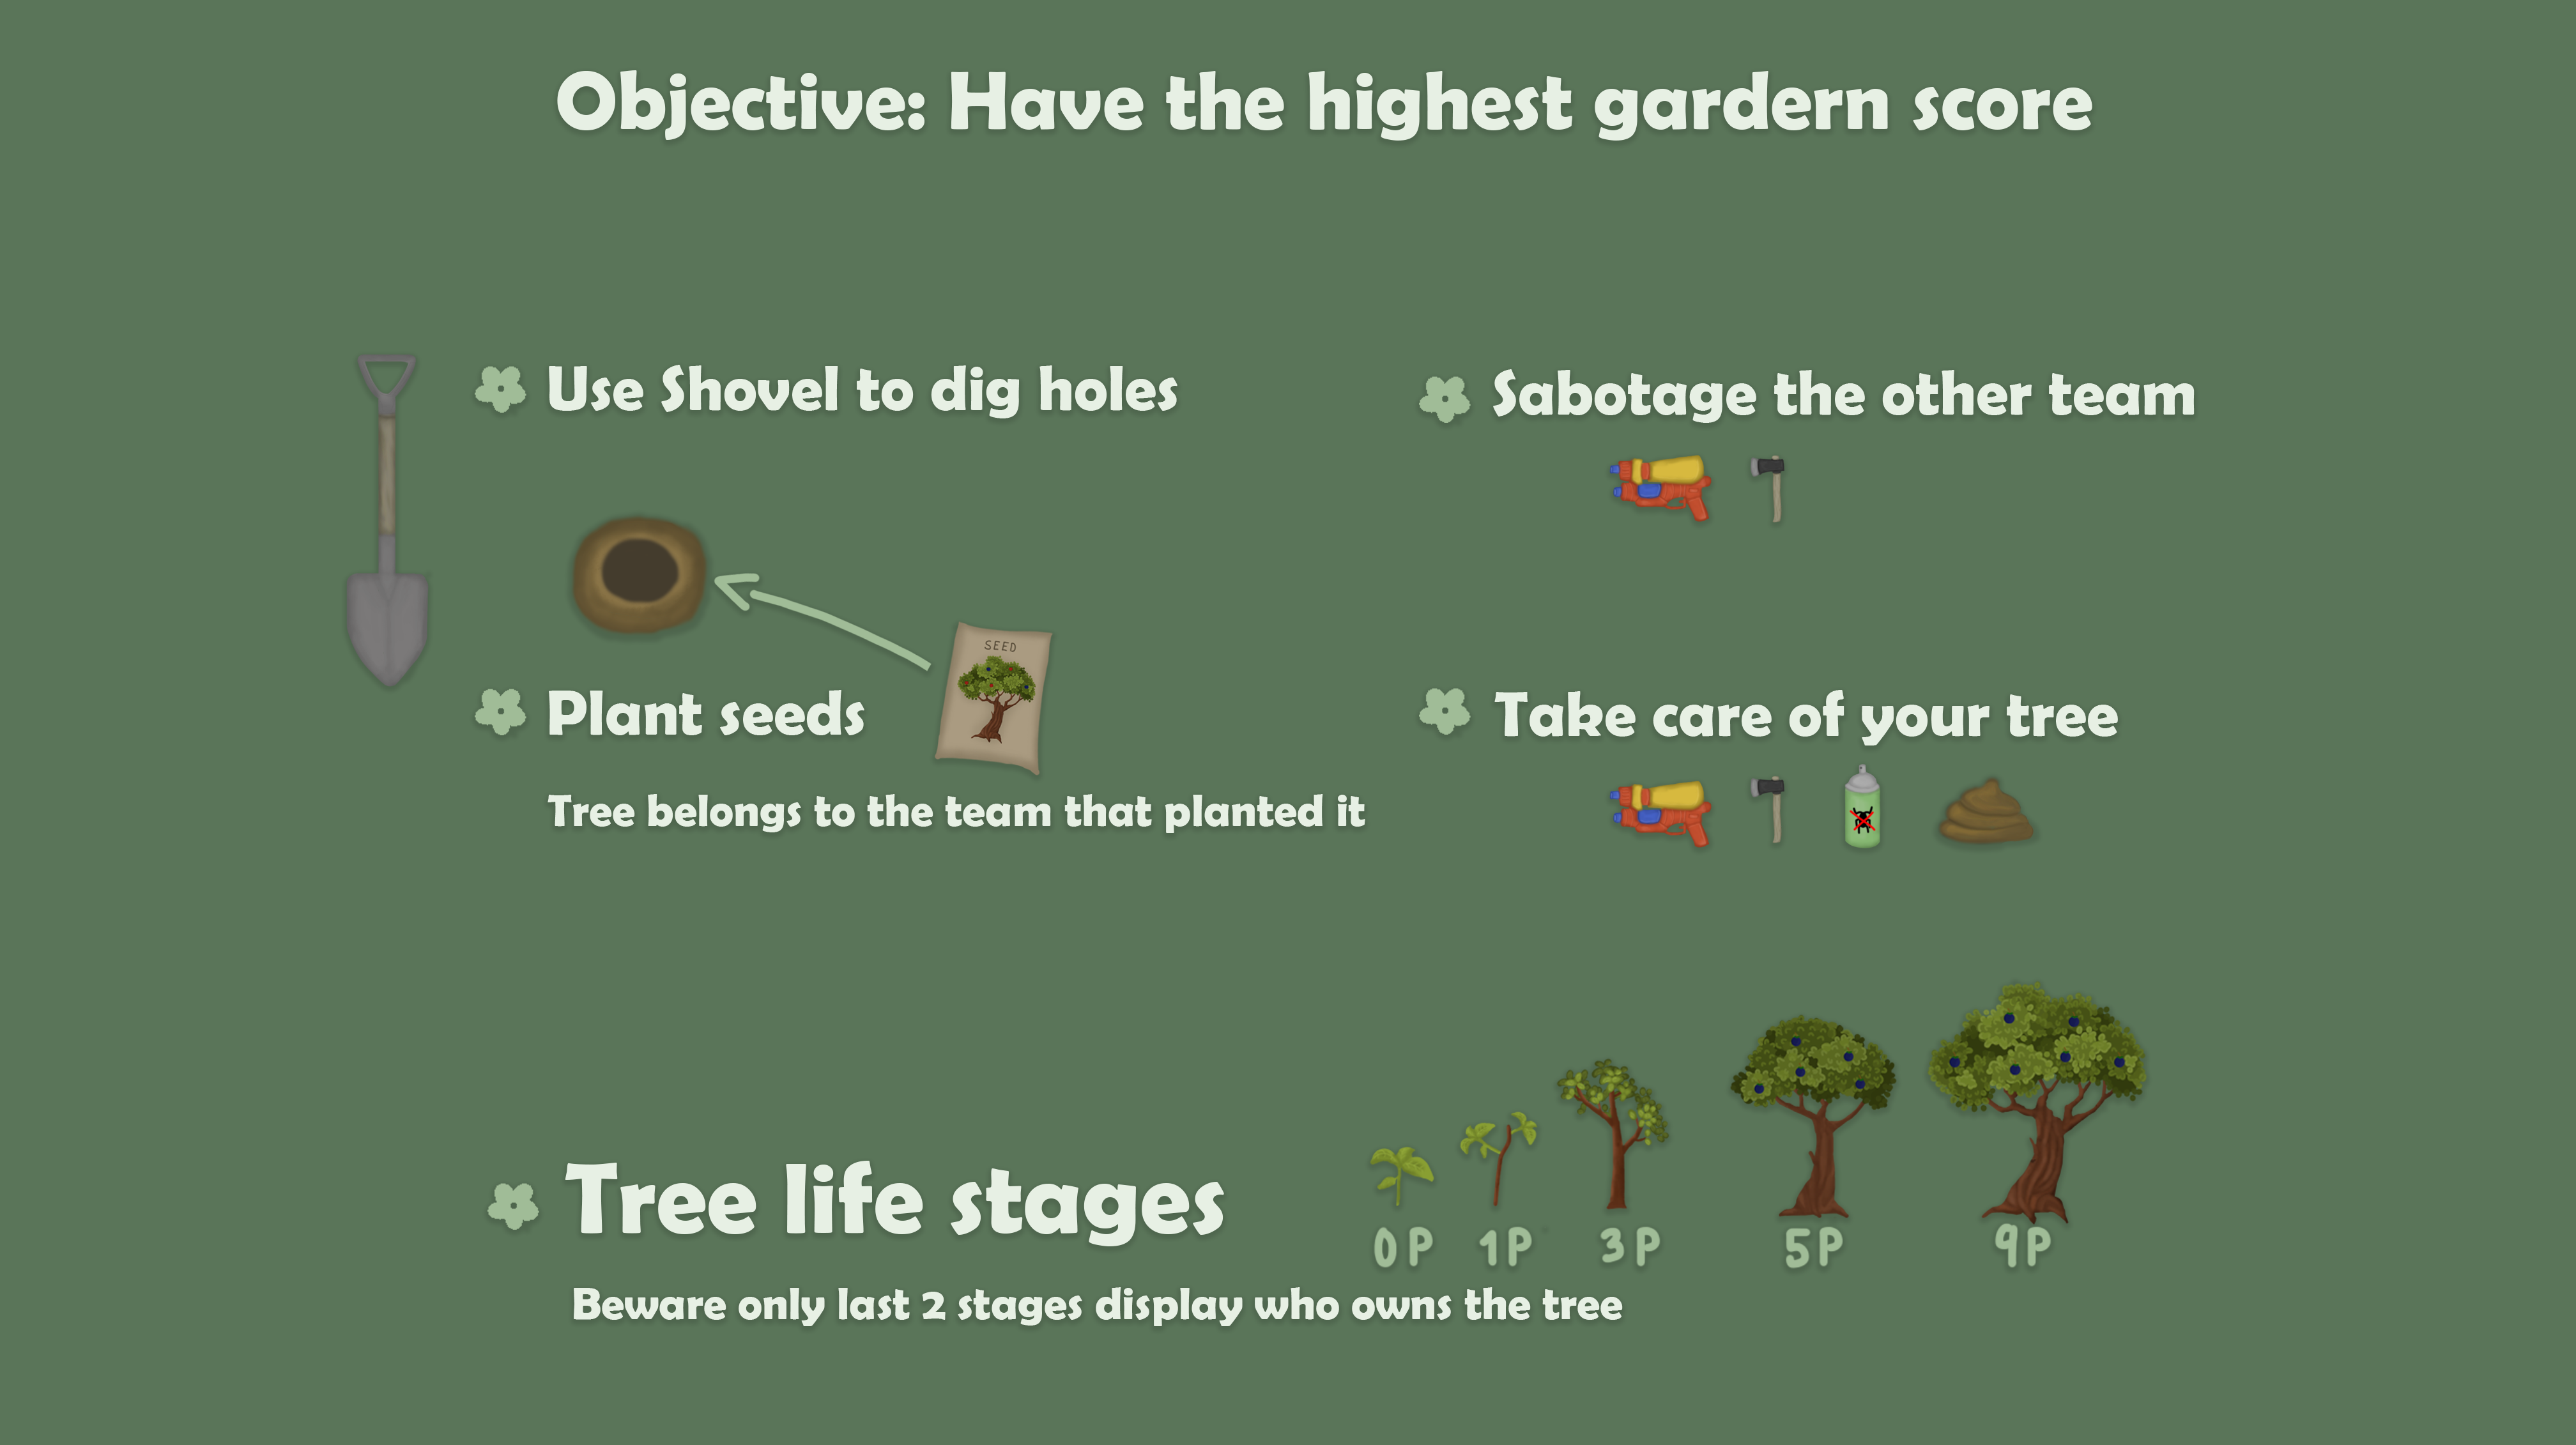 Objective: Have the highest gardern score
Use Shovel to dig holes
SEED
Plant seeds
Tree belongs to the team that planted it
Sabotage the other team
Take care of your tree
Tree life stages
0P 1P 3P 5P 9P
Beware only last 2 stages display who owns the tree